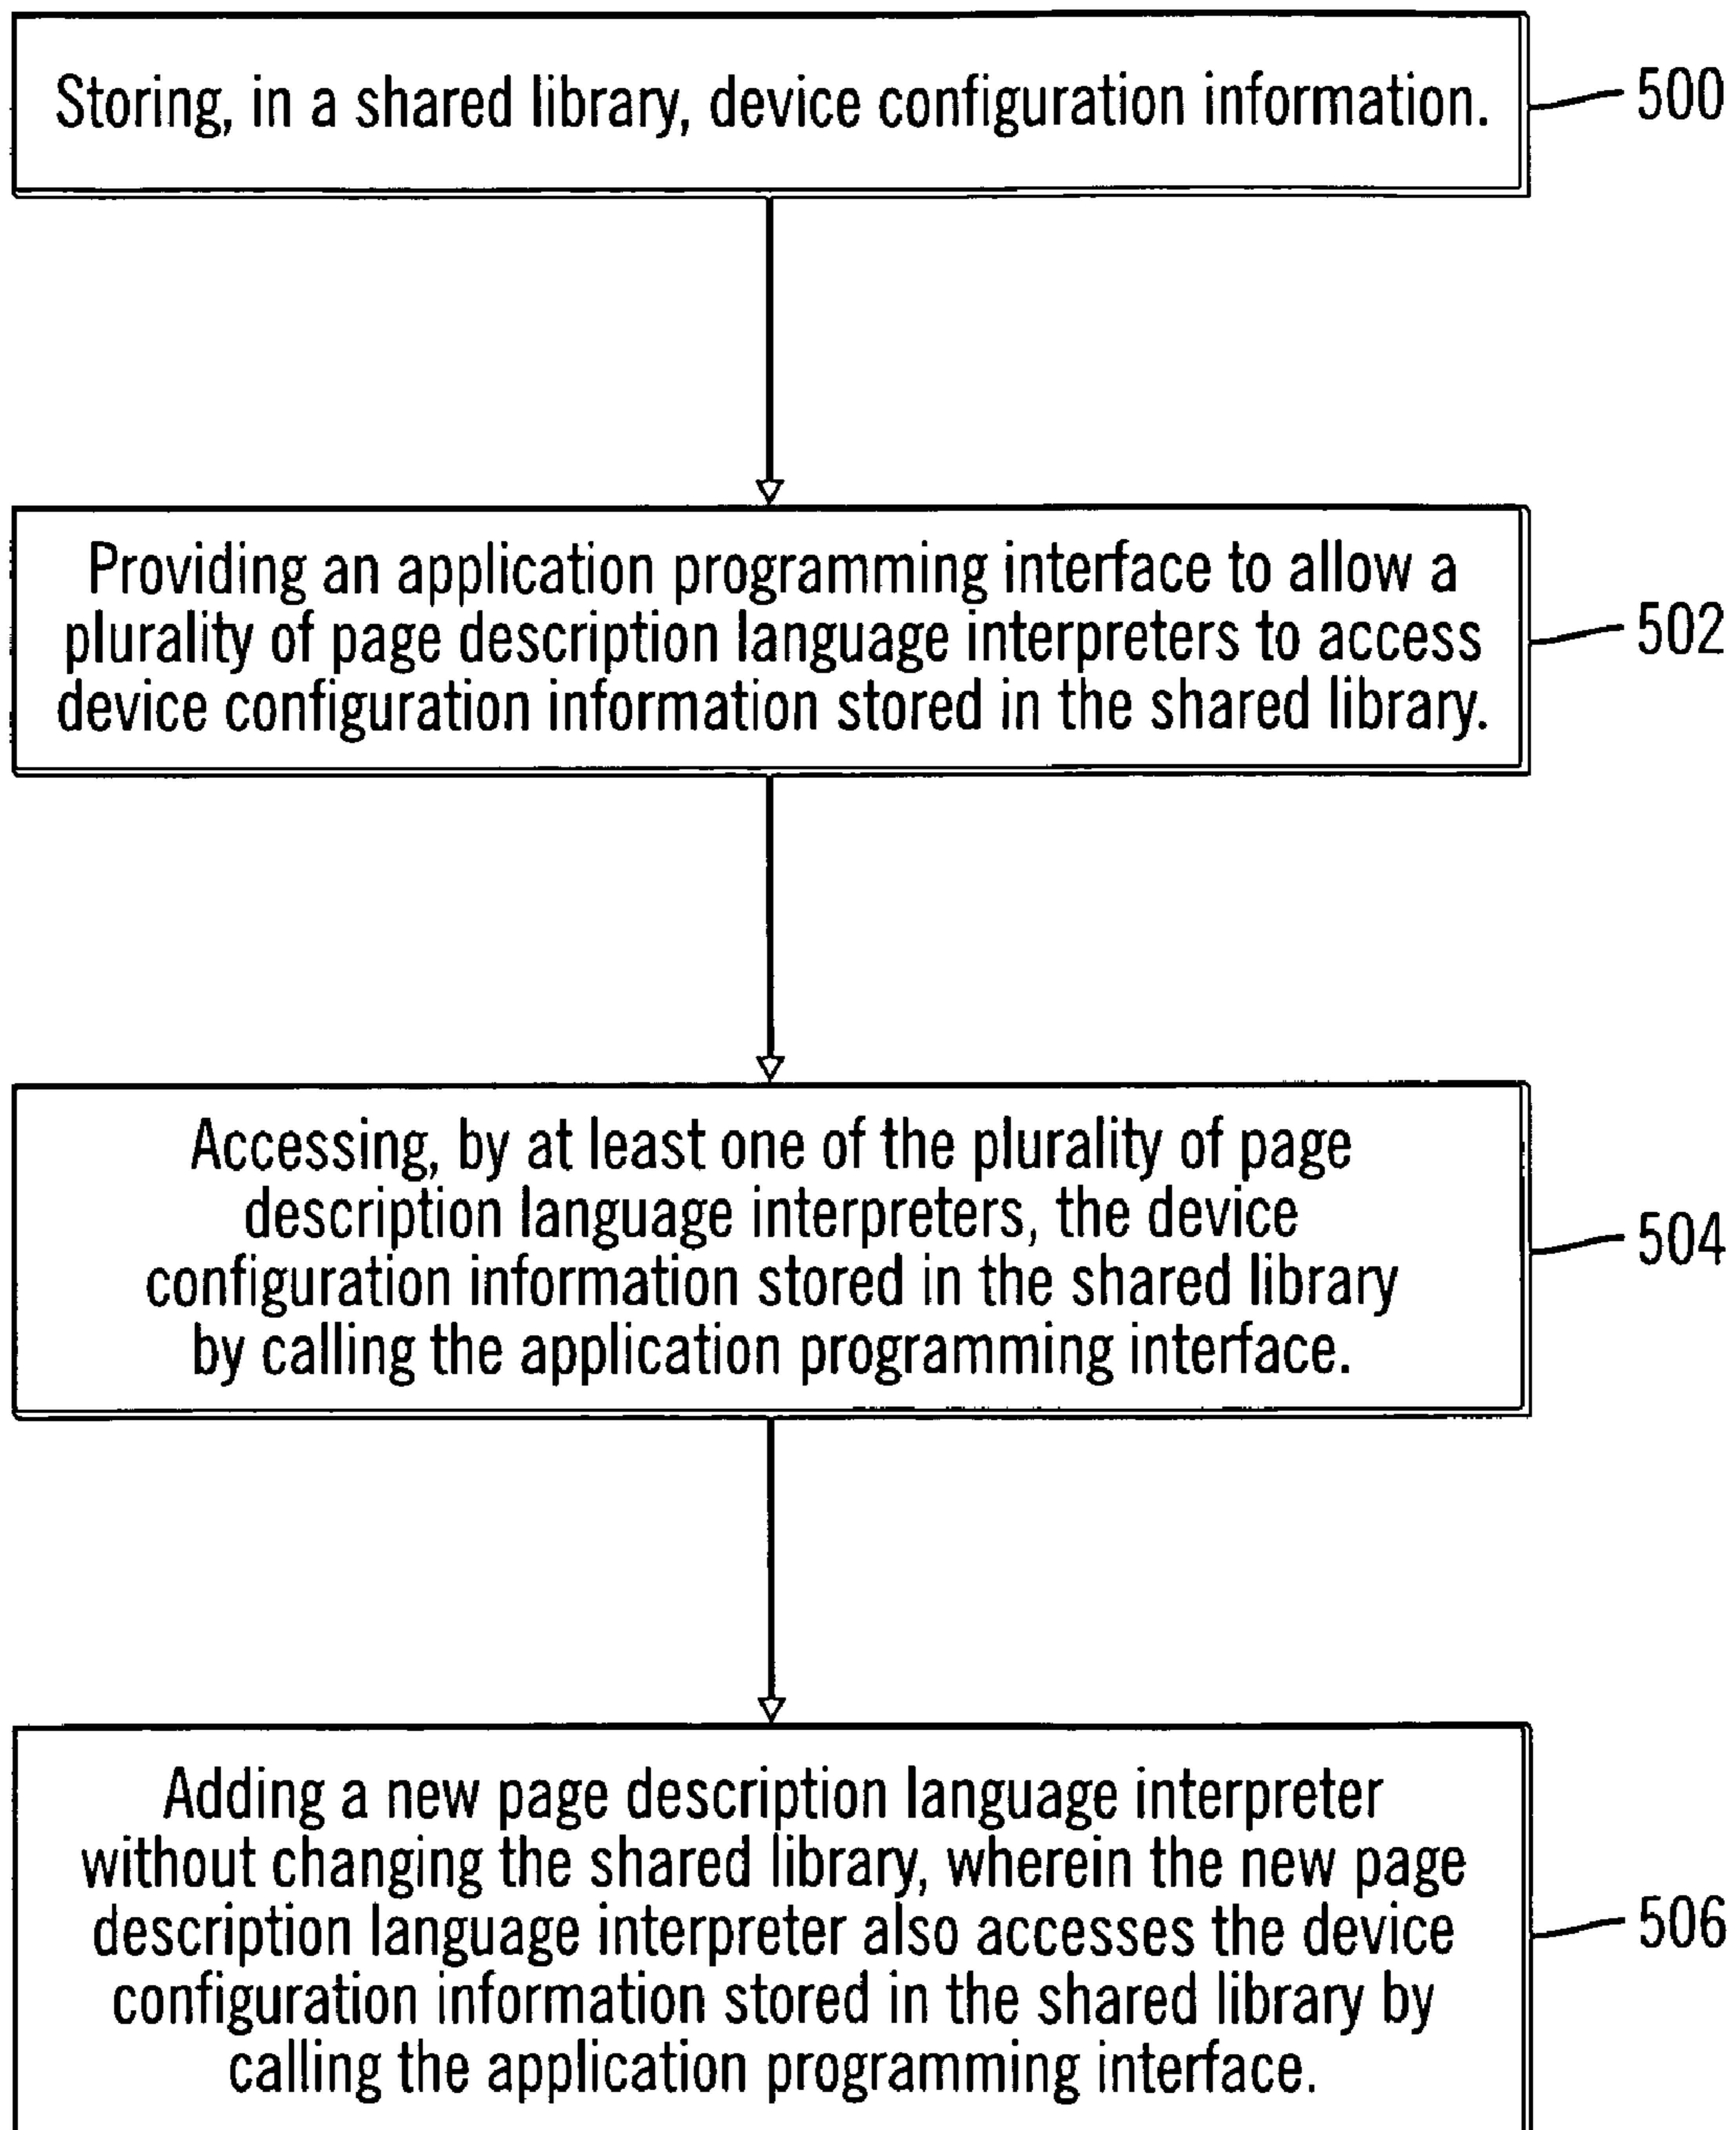 Storing, in a shared library, device configuration information.
500
Providing an application programming interface to allow a
plurality of page description language interpreters to access
device configuration information stored in the shared library.
502
Accessing, by at least one of the plurality of page
description language interpreters, the device
configuration information stored in the shared library
by calling the application programming interface.
504
Adding a new page description language interpreter
without changing the shared library, wherein the new page
description language interpreter also accesses the device
configuration information stored in the shared library by
calling the application programming interface.
506